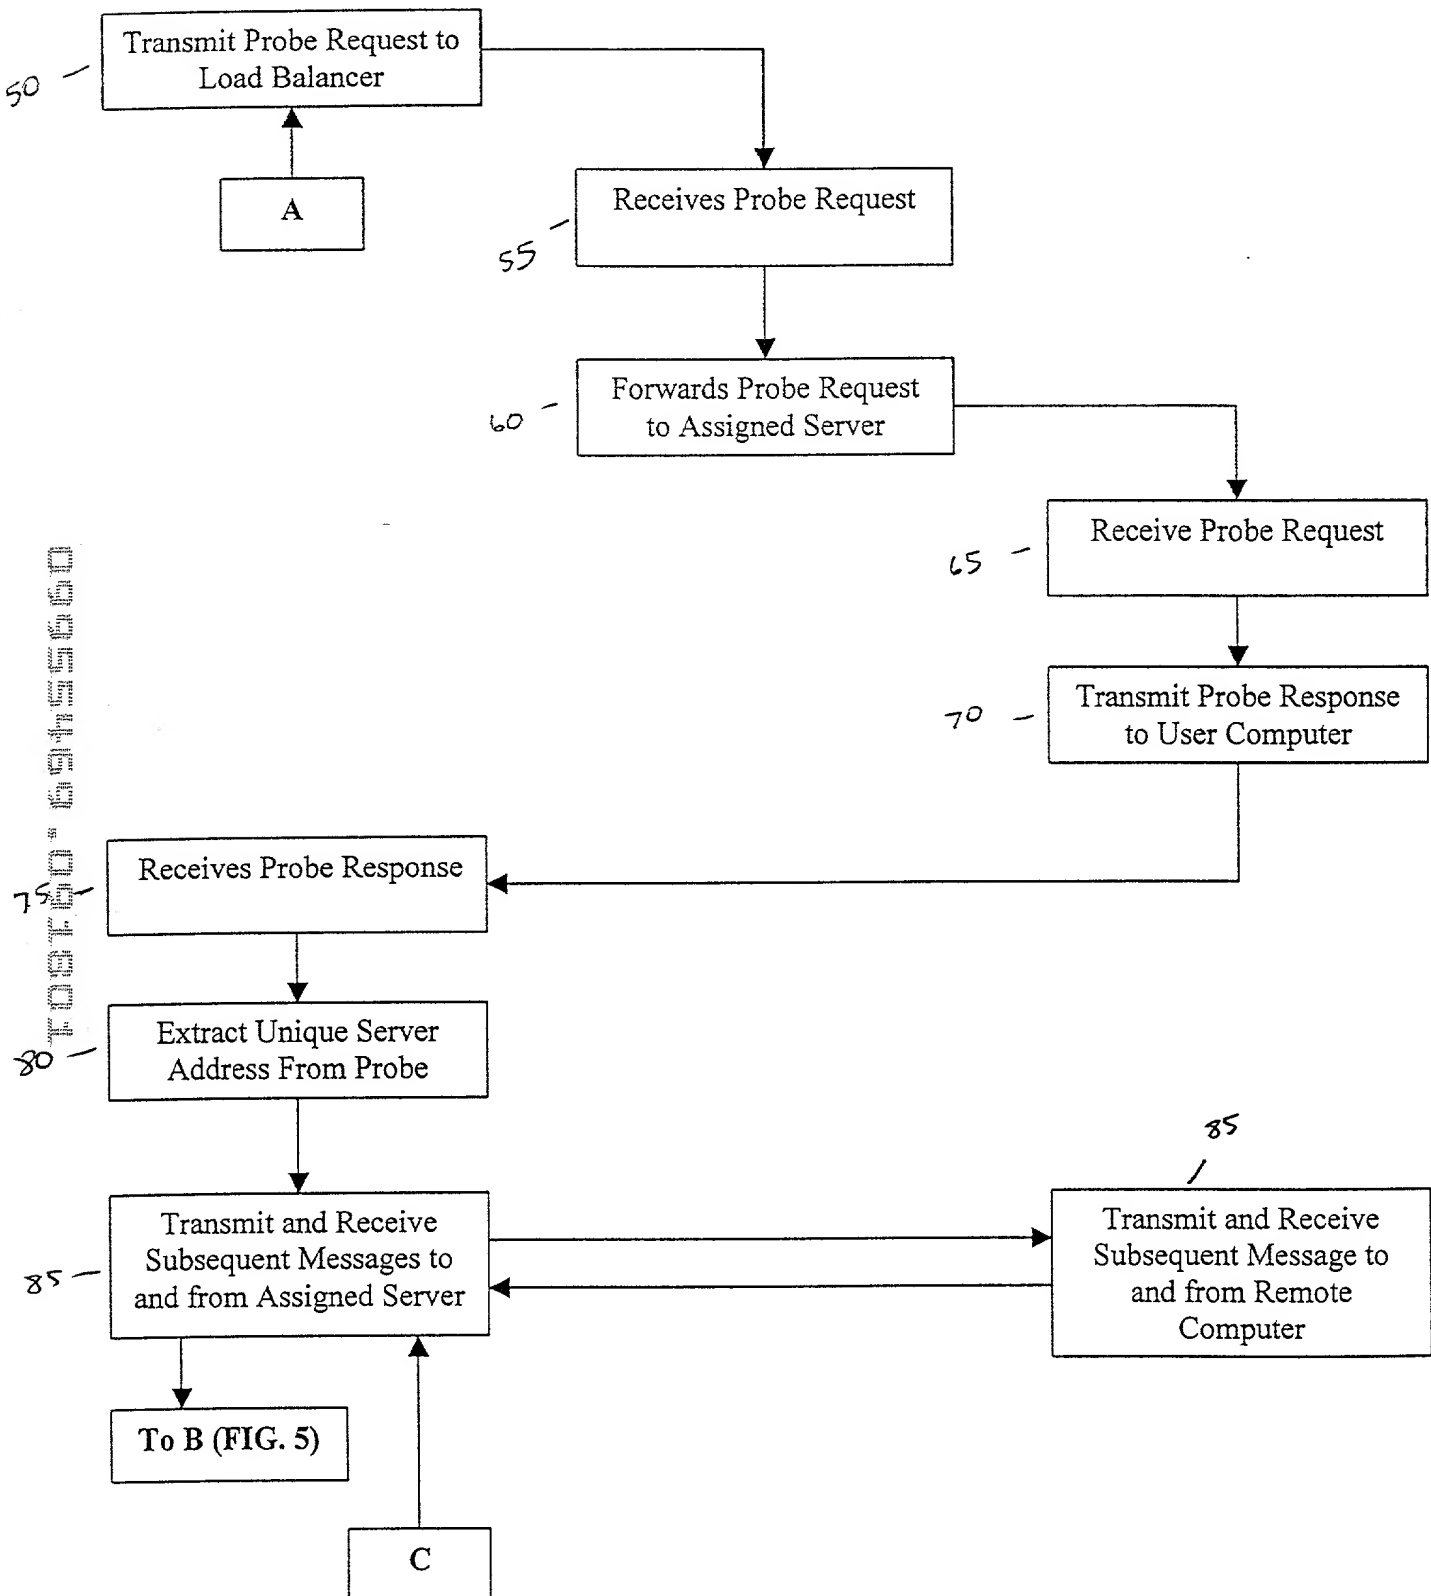 Transmit Probe Request to
Load Balancer
50
A
Receives Probe Request
55
Forwards Probe Request
to Assigned Server
60
Receive Probe Request
65
Transmit Probe Response
to User Computer
70
Receives Probe Response
75
Extract Unique Server
Address From Probe
80
Transmit and Receive
Subsequent Messages to
and from Assigned Server
85
85
Transmit and Receive
Subsequent Message to
and from Remote
Computer
To B (FIG. 5)
C
09955469.091801